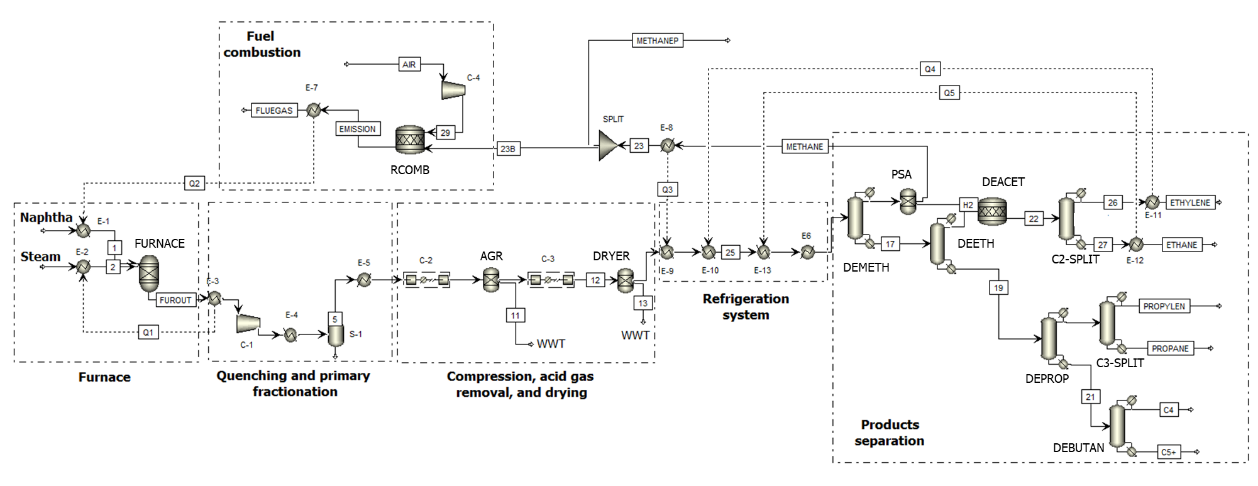 Fuel
combustion
AIR
C-4
E-7
FLUEGAS
EMISSION
29
RCOMB
METHANEP
SPLIT
E-8
23
23B
Q4
Q5
METHANE
PSA
DEACET
H2
22
26
E-11
ETHYLENE
27
E-12
ETHANE
C2-SPLIT
DEMETH
17
DEETH
19
PROPYLEN
PROPANE
C3-SPLIT
DEPROP
21
C4
DEBUTAN
C5+
Products
separation
Q2
Q3
Naphtha
E-1
Steam
E-2
1
2
FURNACE
FUROUT
Q1
Furnace
E-3
C-1
E-4
5
S-1
E-5
Quenching and primary
fractionation
C-2
AGR
11
WWT
C-3
12
DRYER
13
WWT
Compression, acid gas
removal, and drying
E-9
E-10
25
E-13
E6
Refrigeration
system